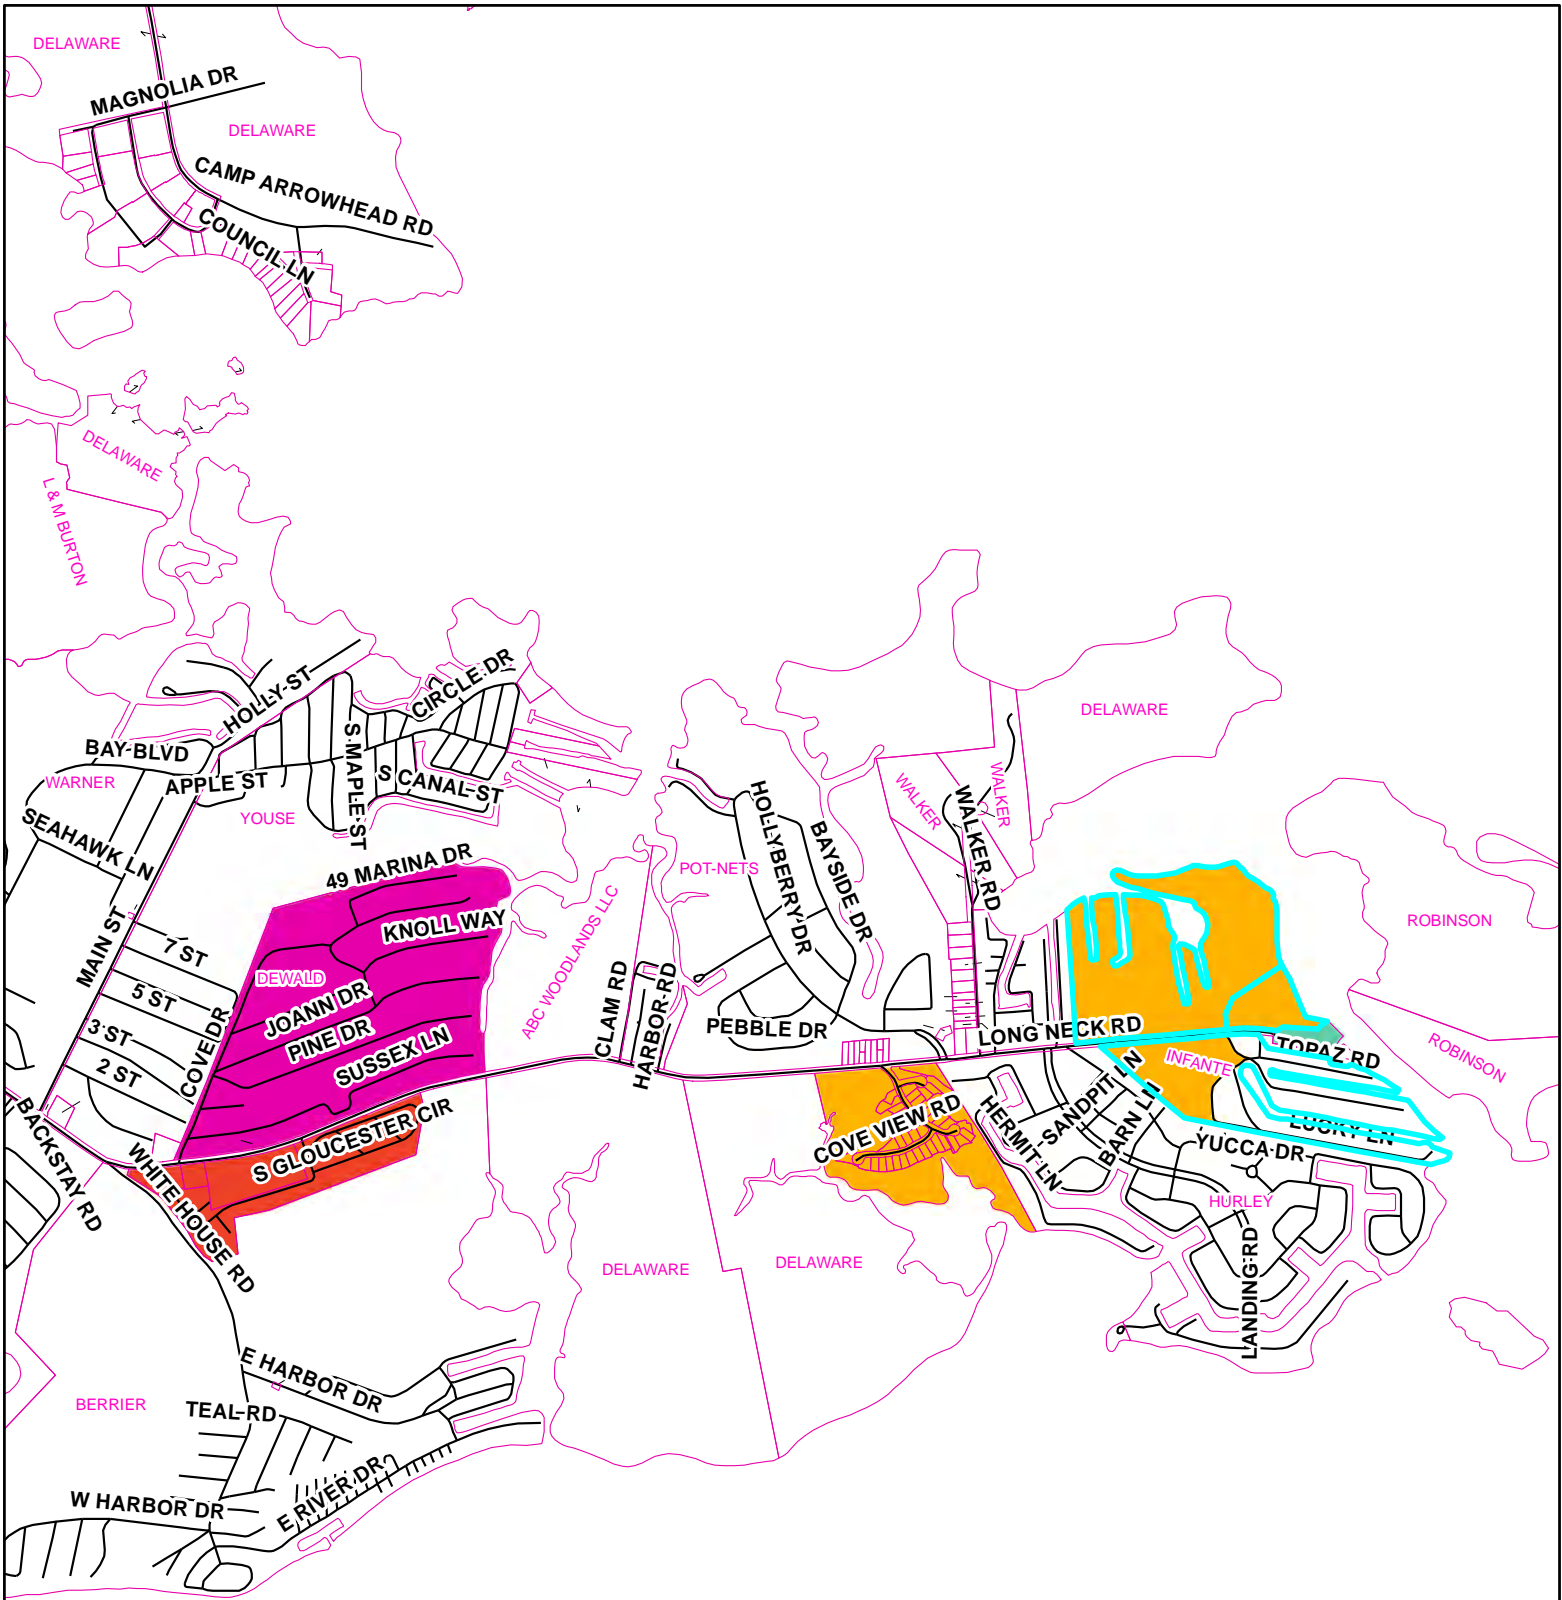 DELAWARE
MAGNOLIA DR
DELAWARE
CAMP ARROWHEAD RD
COUNCIL LN
DELAWARE
L & M BURTON
HOLLY ST
CIRCLE DR
BAY BLVD
S MAPLE ST
WARNER
APPLE ST
S CANAL ST
YOUSE
SEAHAWK LN
49 MARINA DR
KNOLL WAY
MAIN ST
7 ST
DEWALD
5 ST
JOANN DR
3 ST
PINE DR
2 ST
COVE DR
SUSSEX LN
BACKSTAY RD
S GLOUCESTER CIR
WHITE HOUSE RD
ABC WOODLANDS LLC
CLAM RD
HARBOR RD
POT-NETS
HOLLYBERRY DR
BAYSIDE DR
PEBBLE DR
WALKER
WALKER
WALKER RD
DELAWARE
ROBINSON
ROBINSON
LONG NECK RD
INFANTE
TOPAZ RD
SANDPIT LN
BARN LN
HERMIT LN
COVE VIEW RD
LUCKY LN
YUCCA DR
HURLEY
LANDING RD
DELAWARE
DELAWARE
E HARBOR DR
BERRIER
TEAL RD
E RIVER DR
W HARBOR DR